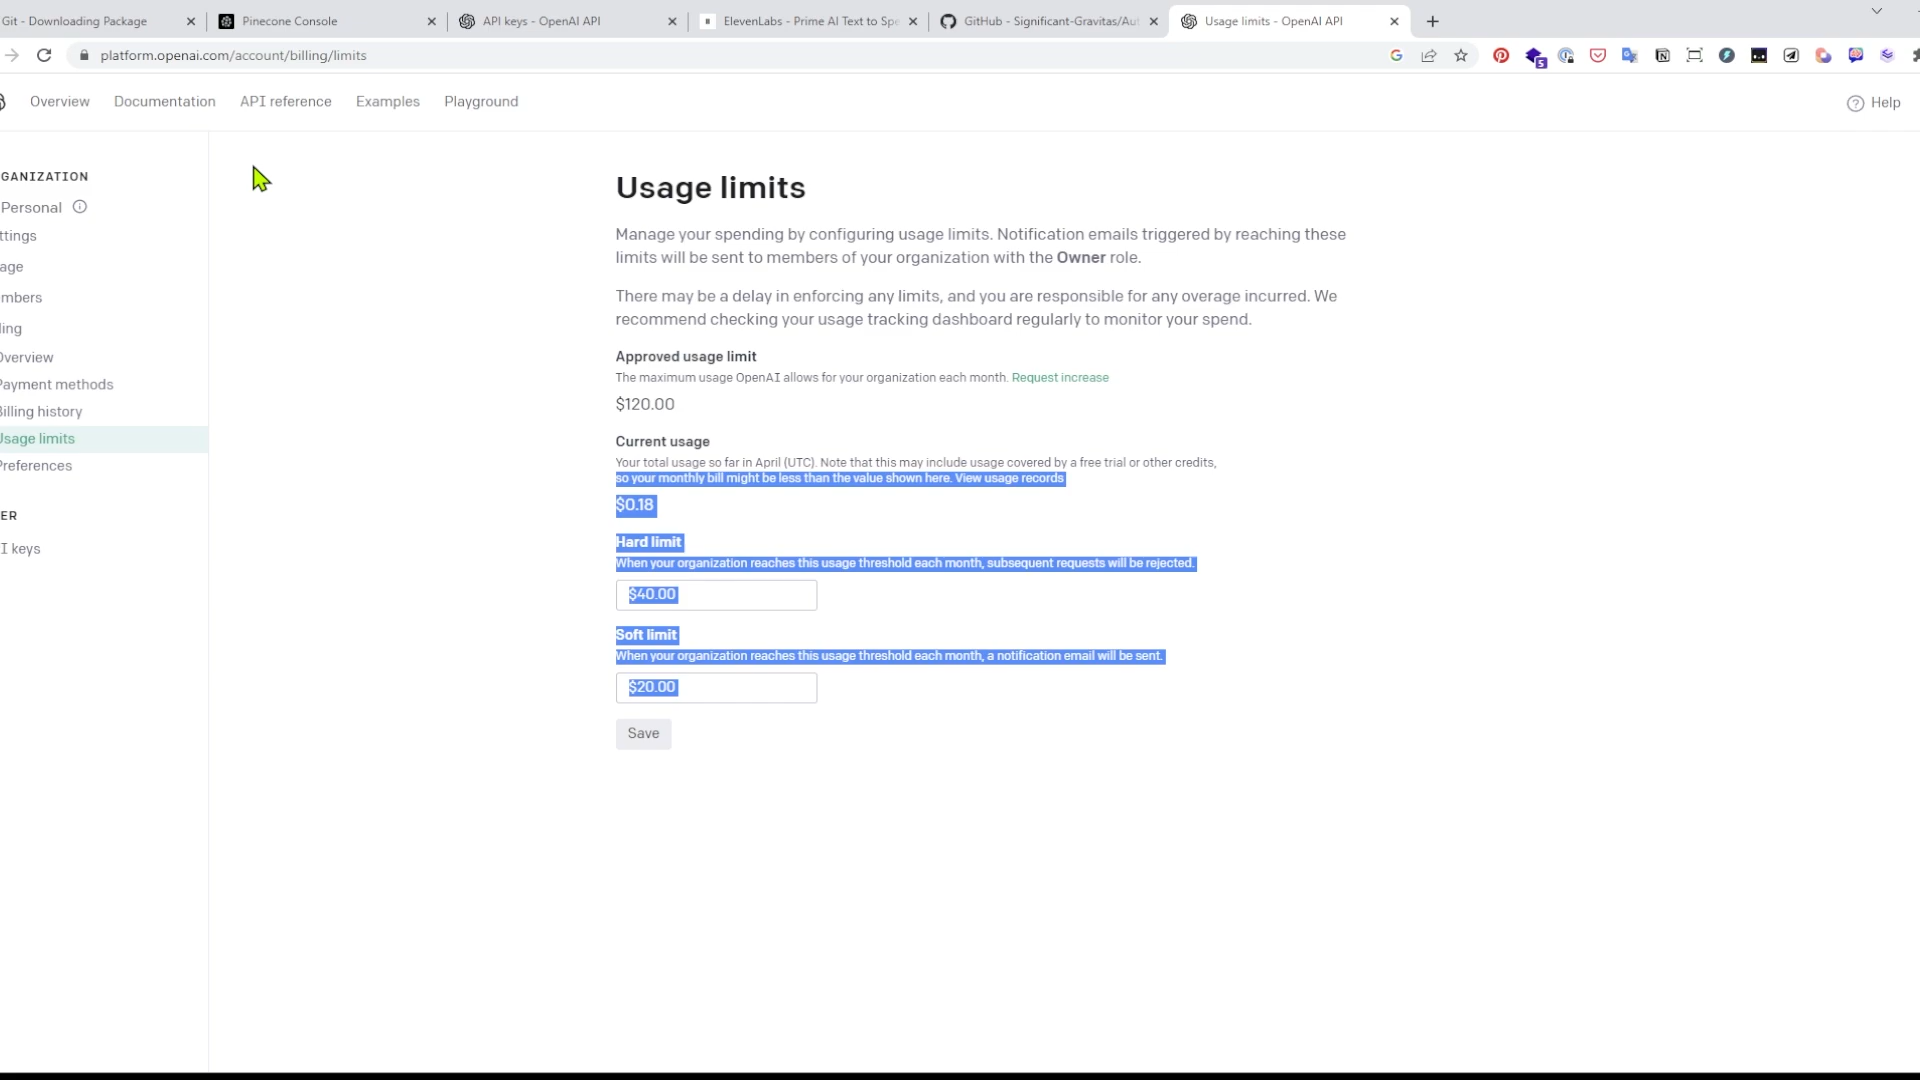 Git - Downloading Package
Pinecone Console
API keys - OpenAI API
ElevenLabs - Prime AI Text to Spe
GitHub - Significant-Gravitas/Aut
Usage limits - OpenAI API
platform.openai.com/account/billing/limits
5
Overview
Documentation
API reference
Examples
Playground
Help
GANIZATION
Personal
ttings
age
mbers
ling
Overview
Payment methods
Billing history
Usage limits
Preferences
ER
I keys
Usage limits
Manage your spending by configuring usage limits. Notification emails triggered by reaching these
limits will be sent to members of your organization with the Owner role.
There may be a delay in enforcing any limits, and you are responsible for any overage incurred. We
recommend checking your usage tracking dashboard regularly to monitor your spend.
Approved usage limit
The maximum usage OpenAI allows for your organization each month. Request increase
$120.00
Current usage
Your total usage so far in April (UTC). Note that this may include usage covered by a free trial or other credits,
so your monthly bill might be less than the value shown here. View usage records
$0.18
Hard limit
When your organization reaches this usage threshold each month, subsequent requests will be rejected.
$40.00
Soft limit
When your organization reaches this usage threshold each month, a notification email will be sent.
$20.00
Save